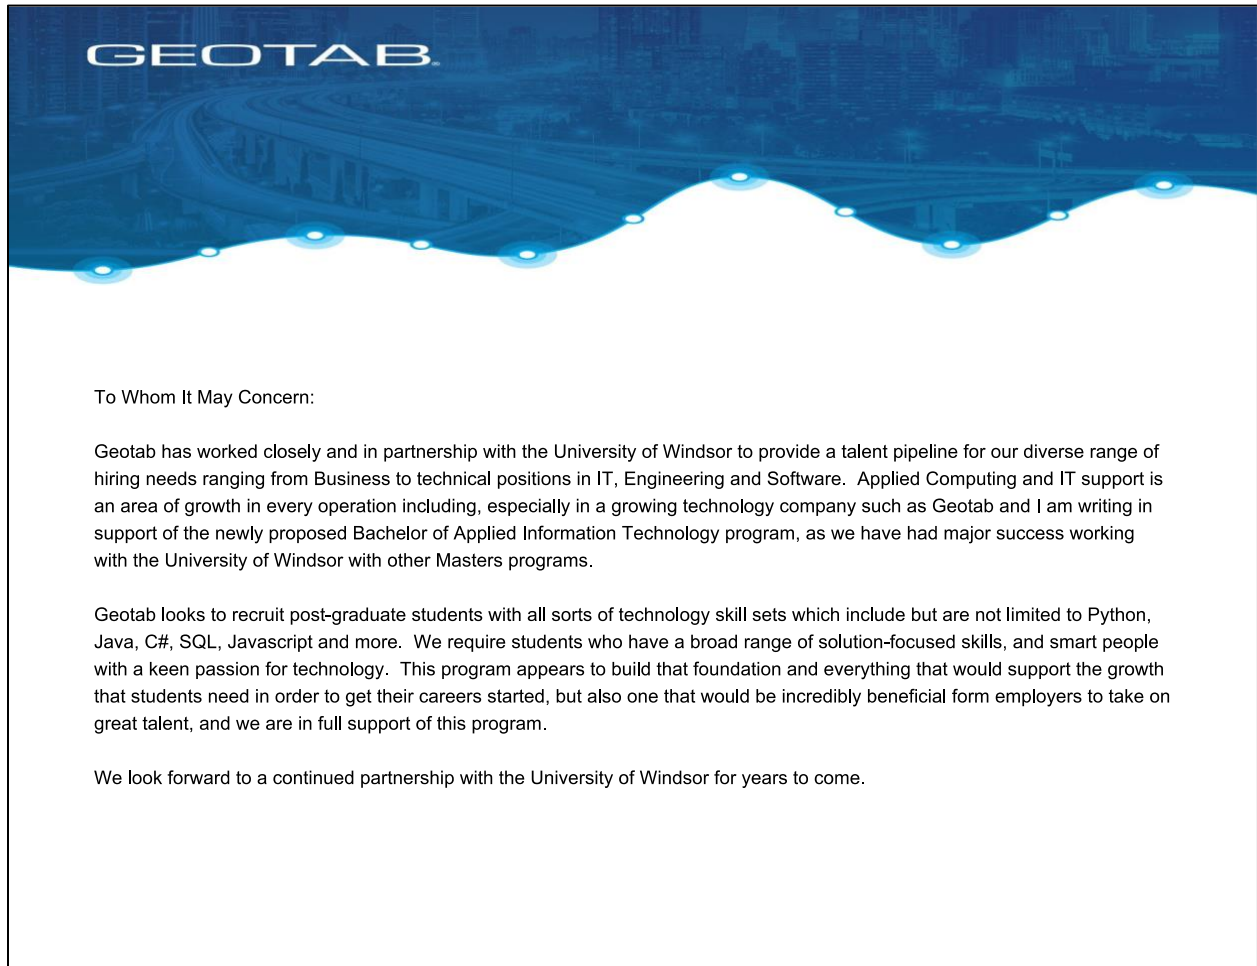 GEOTAB.
To Whom It May Concern:
Geotab has worked closely and in partnership with the University of Windsor to provide a talent pipeline for our diverse range of
hiring needs ranging from Business to technical positions in IT, Engineering and Software.  Applied Computing and IT support is
an area of growth in every operation including, especially in a growing technology company such as Geotab and I am writing in
support of the newly proposed Bachelor of Applied Information Technology program, as we have had major success working
with the University of Windsor with other Masters programs.
Geotab looks to recruit post-graduate students with all sorts of technology skill sets which include but are not limited to Python,
Java, C#, SQL, Javascript and more.  We require students who have a broad range of solution-focused skills, and smart people
with a keen passion for technology.  This program appears to build that foundation and everything that would support the growth
that students need in order to get their careers started, but also one that would be incredibly beneficial form employers to take on
great talent, and we are in full support of this program.
We look forward to a continued partnership with the University of Windsor for years to come.